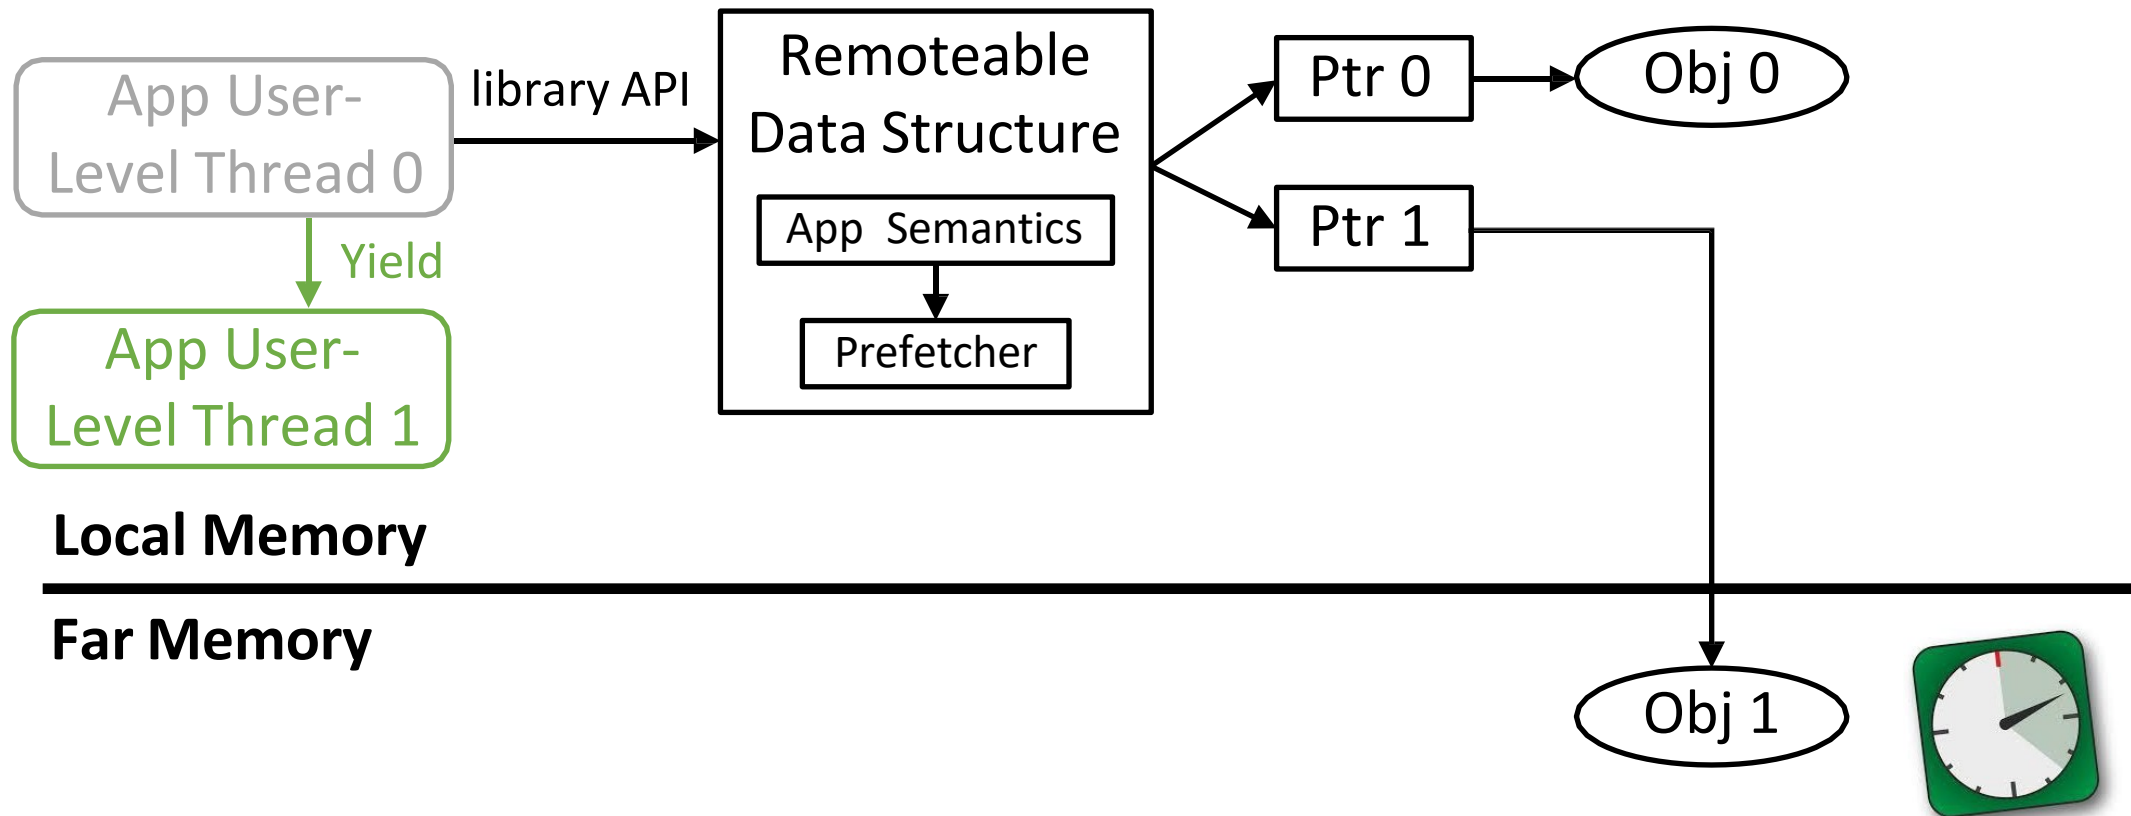 App User-
Level Thread 0
library API
Remoteable
Data Structure
App Semantics
Prefetcher
Ptr 0
Obj 0
Ptr 1
Yield
App User-
Level Thread 1
Local Memory
Far Memory
Obj 1